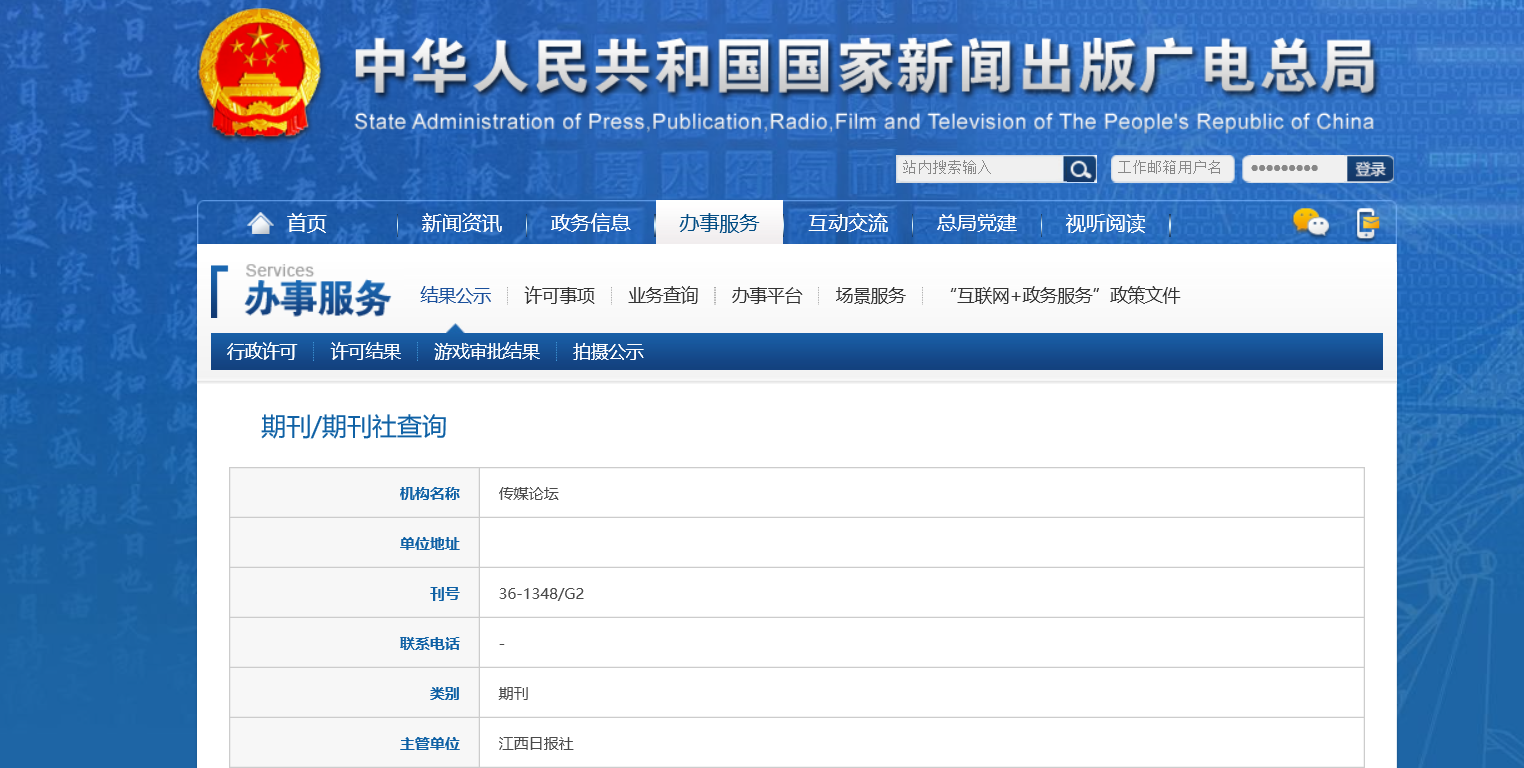 中华人民共和国国家新闻出版广电总局
State Administration of Press,Publication,Radio,Film and Television of The People's Republic of China
站内搜索输入 工作邮箱用户名 ••••••••• 登录
首页 新闻资讯 政务信息 办事服务 互动交流 总局党建 视听阅读
Services
办事服务 结果公示 许可事项 业务查询 办事平台 场景服务 “互联网+政务服务”政策文件
行政许可 许可结果 游戏审批结果 拍摄公示
期刊/期刊社查询
机构名称 传媒论坛
单位地址
刊号 36-1348/G2
联系电话 -
类别 期刊
主管单位 江西日报社